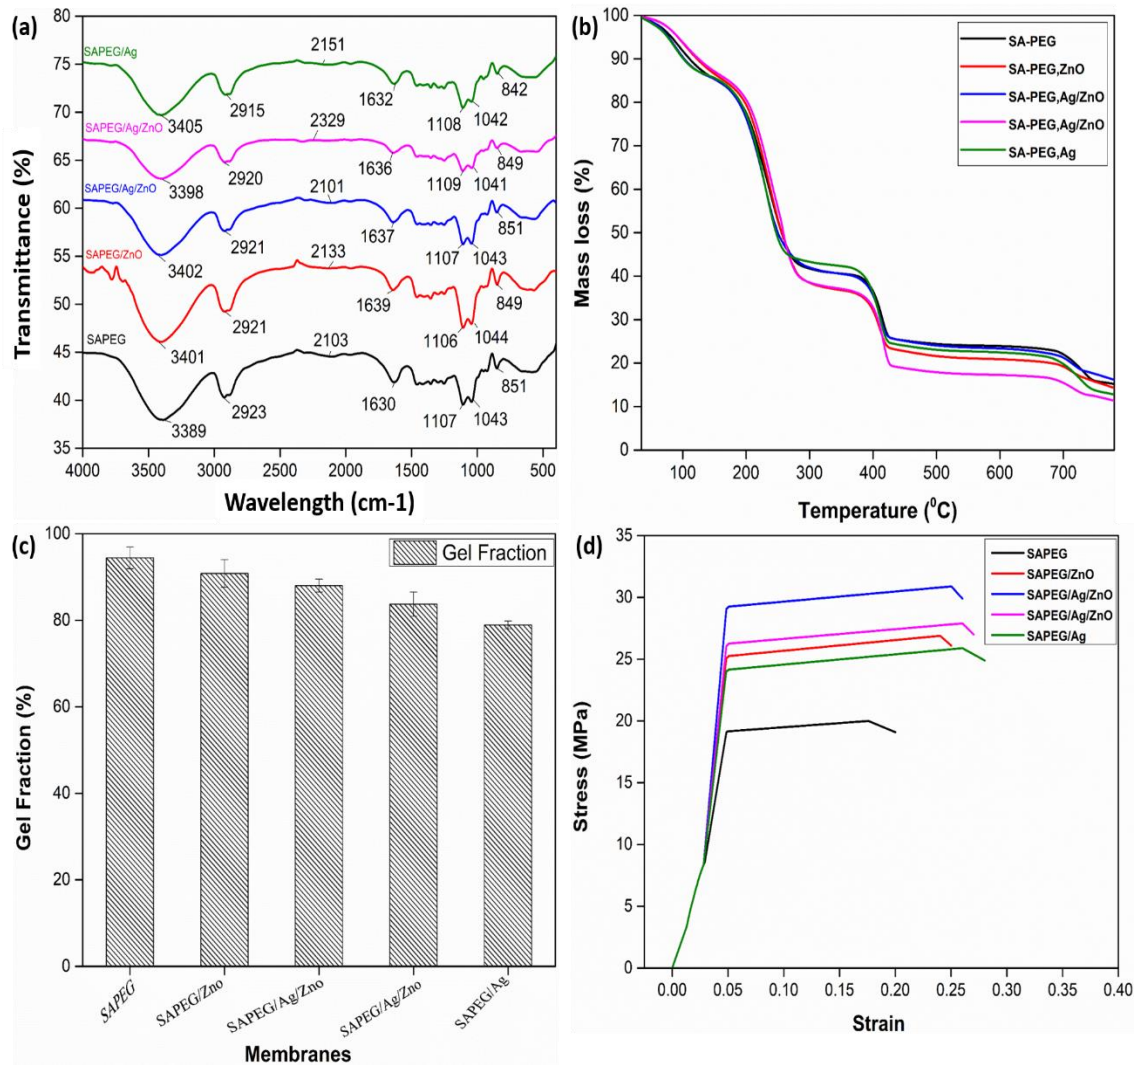 (a)
80
75
70
65
60
55
50
45
40
35
Transmittance (%)
SAPEG/Ag
2151
3405
2915
1632
1108
1042
842
SAPEG/Ag/ZnO
2329
3398
2920
1636
1109
1041
849
SAPEG/Ag/ZnO
2101
3402
2921
1637
1107
1043
851
SAPEG/ZnO
2133
3401
2921
1639
1106
1044
849
SAPEG
2103
3389
2923
1630
1107
1043
851
4000 3500 3000 2500 2000 1500 1000 500
Wavelength (cm-1)
(b)
100
90
80
70
60
50
40
30
20
10
0
Mass loss (%)
SA-PEG
SA-PEG,ZnO
SA-PEG,Ag/ZnO
SA-PEG,Ag/ZnO
SA-PEG,Ag
100 200 300 400 500 600 700
Temperature (⁰C)
(c)
100
80
60
40
20
0
Gel Fraction (%)
Gel Fraction
SAPEG
SAPEG/Zno
SAPEG/Ag/Zno
SAPEG/Ag/Zno
SAPEG/Ag
Membranes
(d)
35
30
25
20
15
10
5
0
Stress (MPa)
SAPEG
SAPEG/ZnO
SAPEG/Ag/ZnO
SAPEG/Ag/ZnO
SAPEG/Ag
0.00 0.05 0.10 0.15 0.20 0.25 0.30 0.35 0.40
Strain